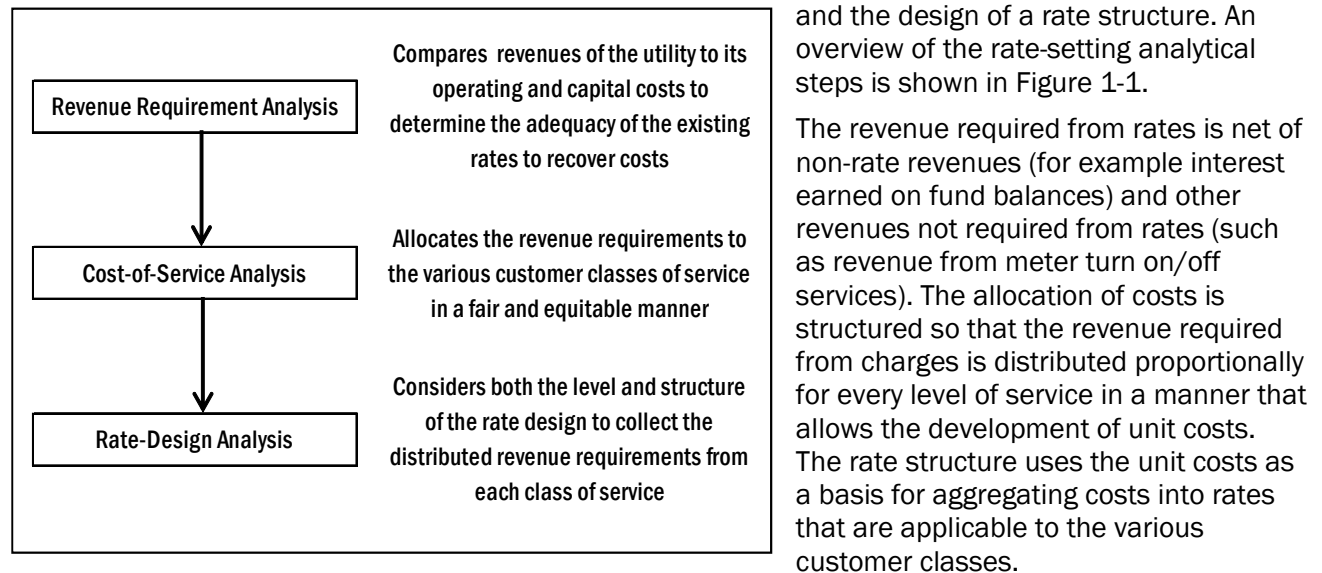 Revenue Requirement Analysis
Compares revenues of the utility to its
operating and capital costs to
determine the adequacy of the existing
rates to recover costs
Cost-of-Service Analysis
Allocates the revenue requirements to
the various customer classes of service
in a fair and equitable manner
Rate-Design Analysis
Considers both the level and structure
of the rate design to collect the
distributed revenue requirements from
each class of service
and the design of a rate structure. An
overview of the rate-setting analytical
steps is shown in Figure 1-1.
The revenue required from rates is net of
non-rate revenues (for example interest
earned on fund balances) and other
revenues not required from rates (such
as revenue from meter turn on/off
services). The allocation of costs is
structured so that the revenue required
from charges is distributed proportionally
for every level of service in a manner that
allows the development of unit costs.
The rate structure uses the unit costs as
a basis for aggregating costs into rates
that are applicable to the various
customer classes.